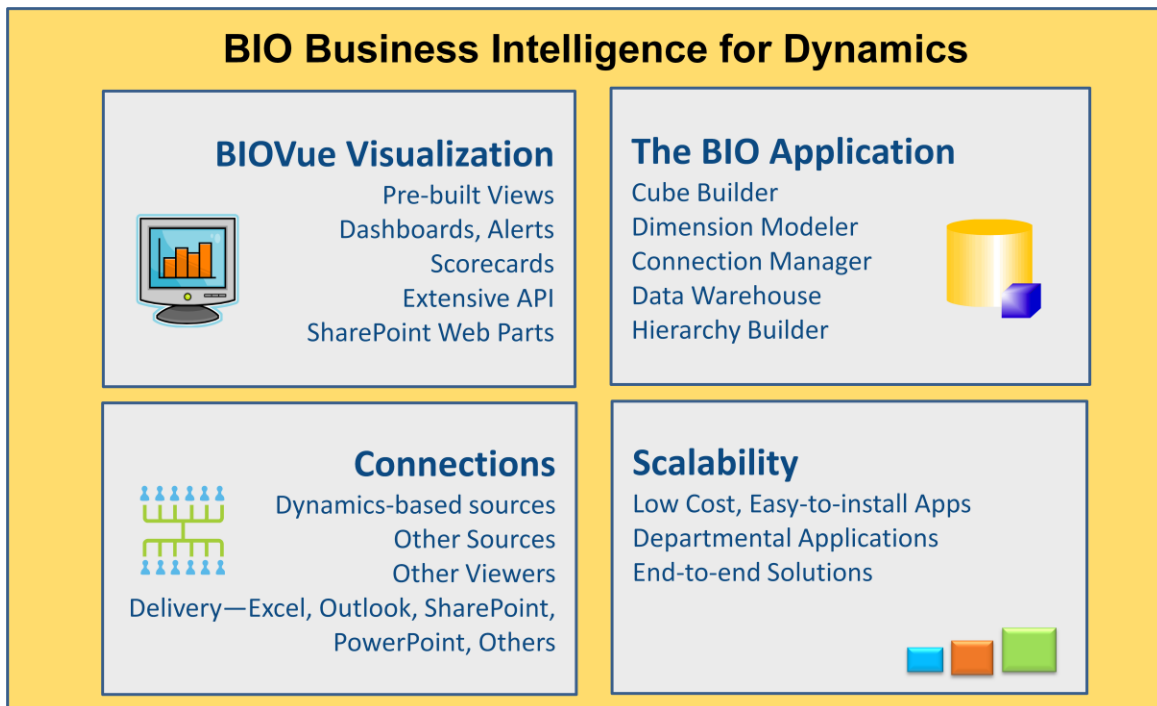 BIO Business Intelligence for Dynamics
BIOVue Visualization
Pre-built Views
Dashboards, Alerts
Scorecards
Extensive API
SharePoint Web Parts
The BIO Application
Cube Builder
Dimension Modeler
Connection Manager
Data Warehouse
Hierarchy Builder
Connections
Dynamics-based sources
Other Sources
Other Viewers
Delivery—Excel, Outlook, SharePoint,
PowerPoint, Others
Scalability
Low Cost, Easy-to-install Apps
Departmental Applications
End-to-end Solutions